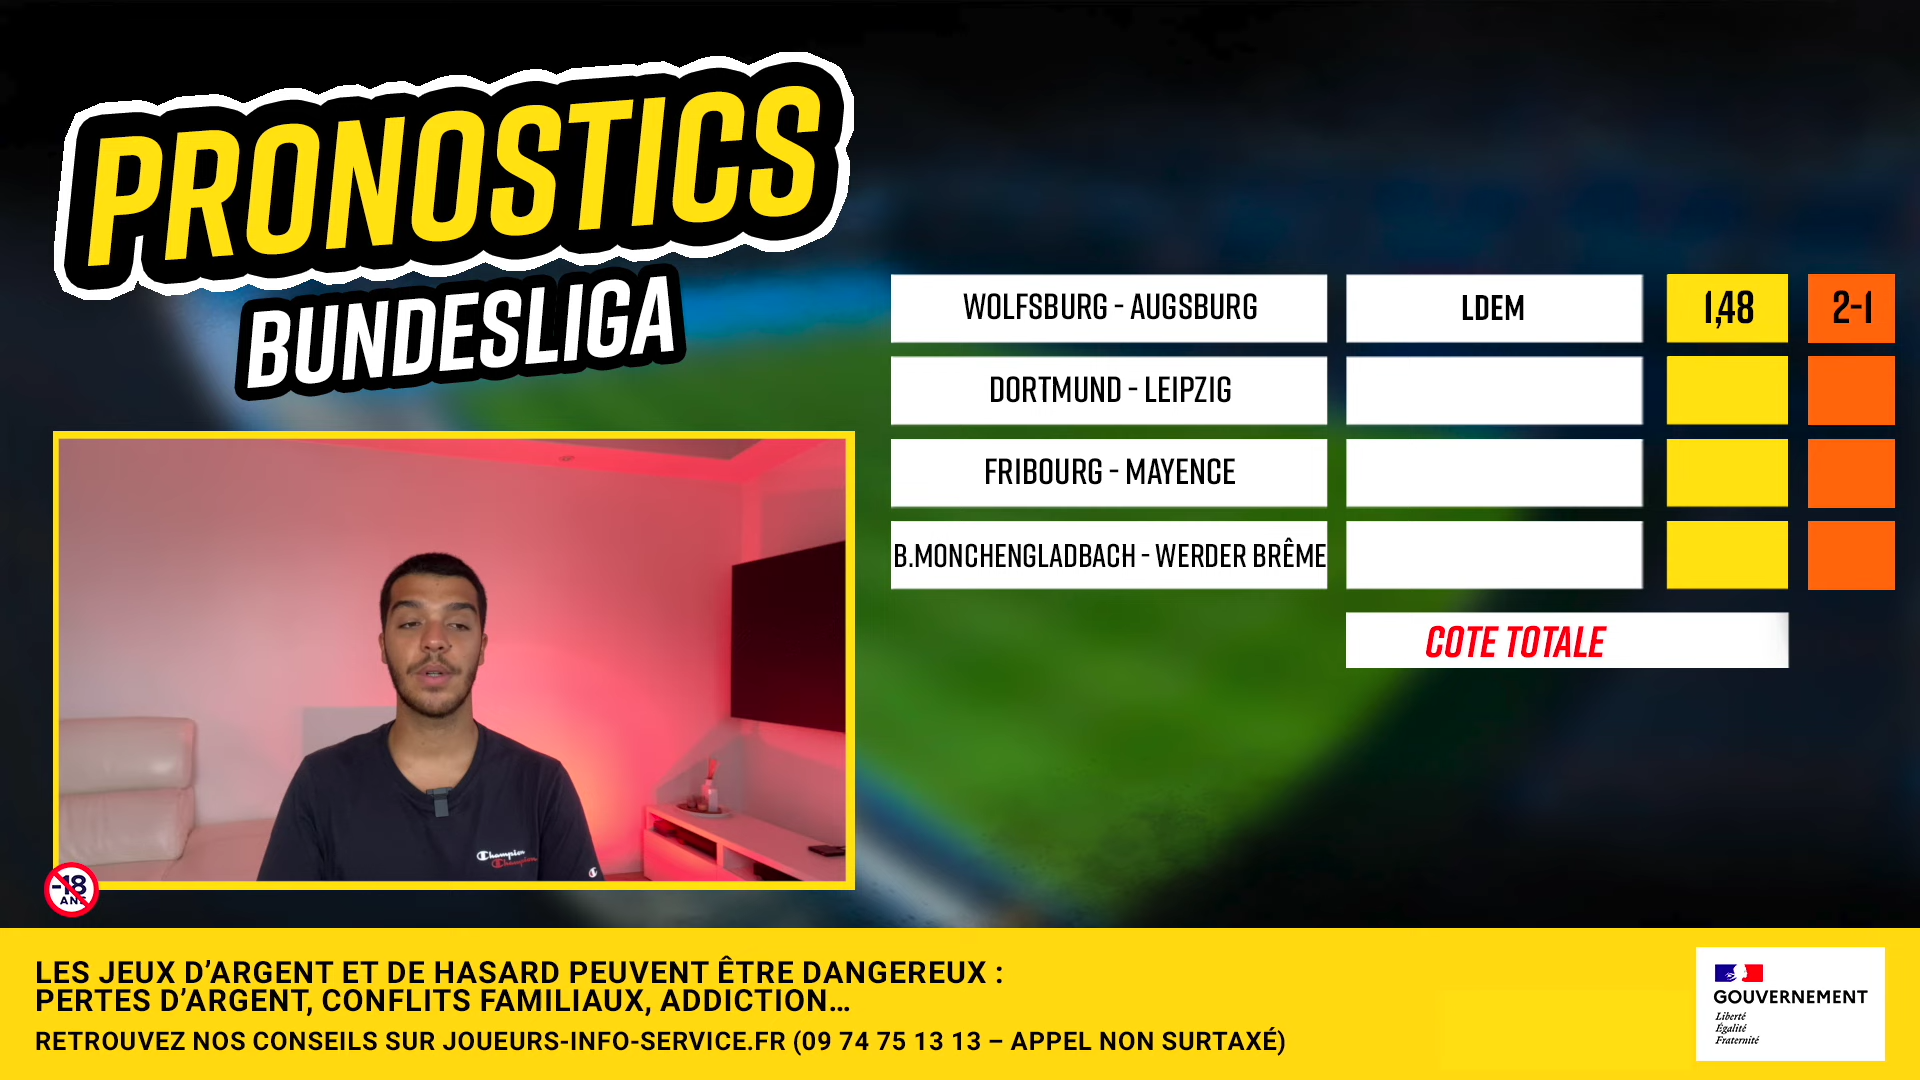 PRONOSTICS
BUNDESLIGA
WOLFSBURG - AUGSBURG LDEM 1,48 2-1
DORTMUND - LEIPZIG
FRIBOURG - MAYENCE
B.MONCHENGLADBACH - WERDER BRÊME
COTE TOTALE
Champion
Champion
-18
ANS
LES JEUX D’ARGENT ET DE HASARD PEUVENT ÊTRE DANGEREUX :
PERTES D’ARGENT, CONFLITS FAMILIAUX, ADDICTION…
RETROUVEZ NOS CONSEILS SUR JOUEURS-INFO-SERVICE.FR (09 74 75 13 13 – APPEL NON SURTAXÉ)
GOUVERNEMENT
Liberté
Égalité
Fraternité